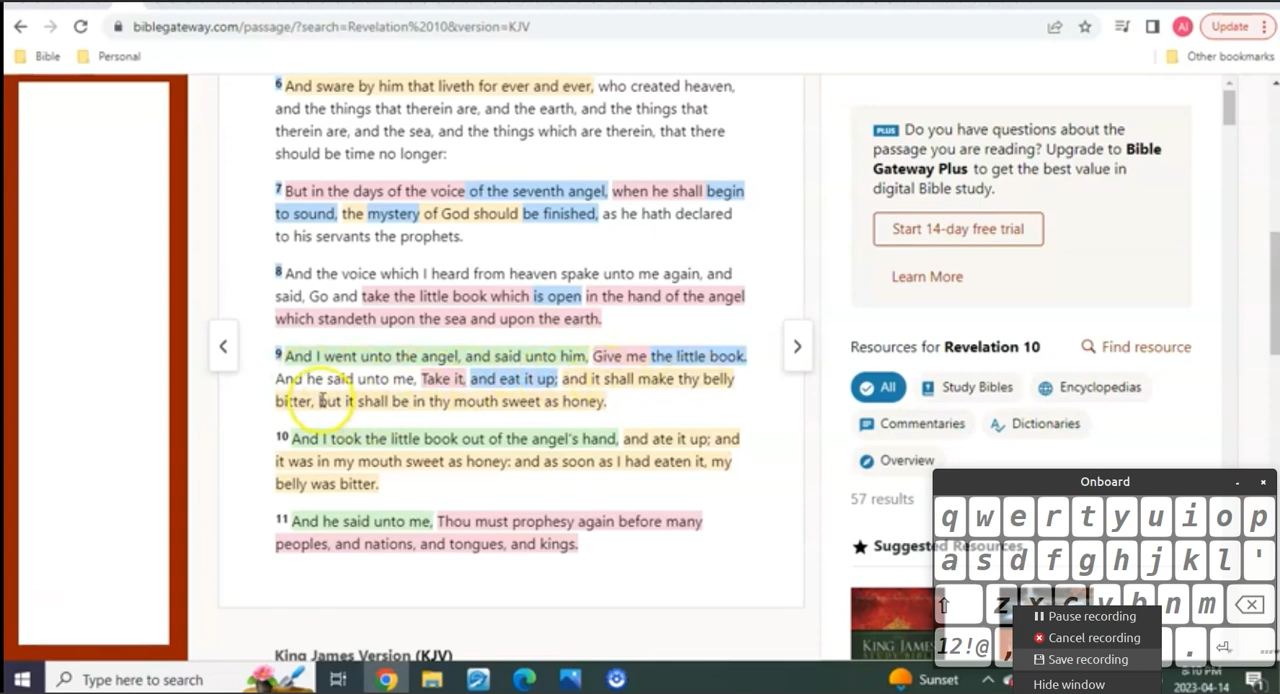 biblegateway.com/passage/?search=Revelation%2010&version=KJV
AI
Update
Bible
Personal
Other bookmarks
6 And sware by him that liveth for ever and ever, who created heaven,
and the things that therein are, and the earth, and the things that
therein are, and the sea, and the things which are therein, that there
should be time no longer:
7 But in the days of the voice of the seventh angel, when he shall begin
to sound, the mystery of God should be finished, as he hath declared
to his servants the prophets.
8 And the voice which I heard from heaven spake unto me again, and
said, Go and take the little book which is open in the hand of the angel
which standeth upon the sea and upon the earth.
9 And I went unto the angel, and said unto him, Give me the little book.
And he said unto me, Take it, and eat it up; and it shall make thy belly
bitter, but it shall be in thy mouth sweet as honey.
10 And I took the little book out of the angel's hand, and ate it up; and
it was in my mouth sweet as honey: and as soon as I had eaten it, my
belly was bitter.
11 And he said unto me, Thou must prophesy again before many
peoples, and nations, and tongues, and kings.
King James Version (KJV)
PLUS Do you have questions about the
passage you are reading? Upgrade to Bible
Gateway Plus to get the best value in
digital Bible study.
Start 14-day free trial
Learn More
Resources for Revelation 10
Find resource
All
Study Bibles
Encyclopedias
Commentaries
Dictionaries
Overview
57 results
Suggested Resources
KING JAMES
Onboard
q w e r t y u i o p
a s d f g h j k l '
z x c v b n m
12!@ , .
Pause recording
Cancel recording
Save recording
Hide window
Type here to search
Sunset
8:10 PM
2023-04-14